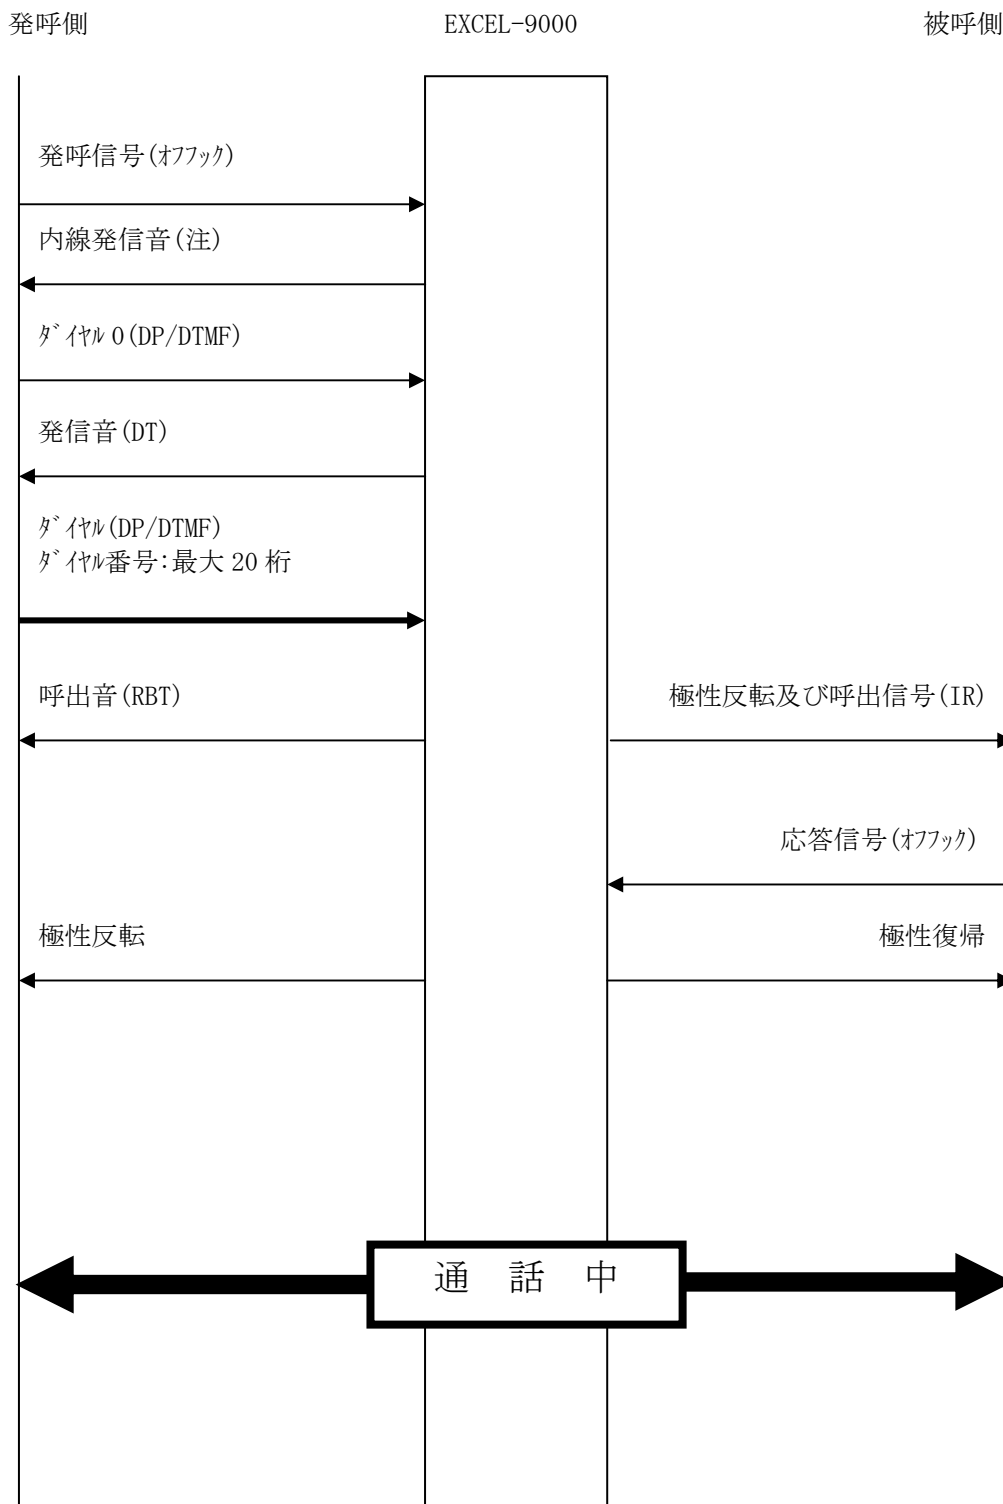 発呼側 EXCEL-9000 被呼側
発呼信号(ｵﾌﾌｯｸ)
内線発信音(注)
ﾀﾞｲﾔﾙ 0(DP/DTMF)
発信音(DT)
ﾀﾞｲﾔﾙ(DP/DTMF)
ﾀﾞｲﾔﾙ番号:最大 20 桁
呼出音(RBT) 極性反転及び呼出信号(IR)
応答信号(ｵﾌﾌｯｸ)
極性反転 極性復帰
通 話 中